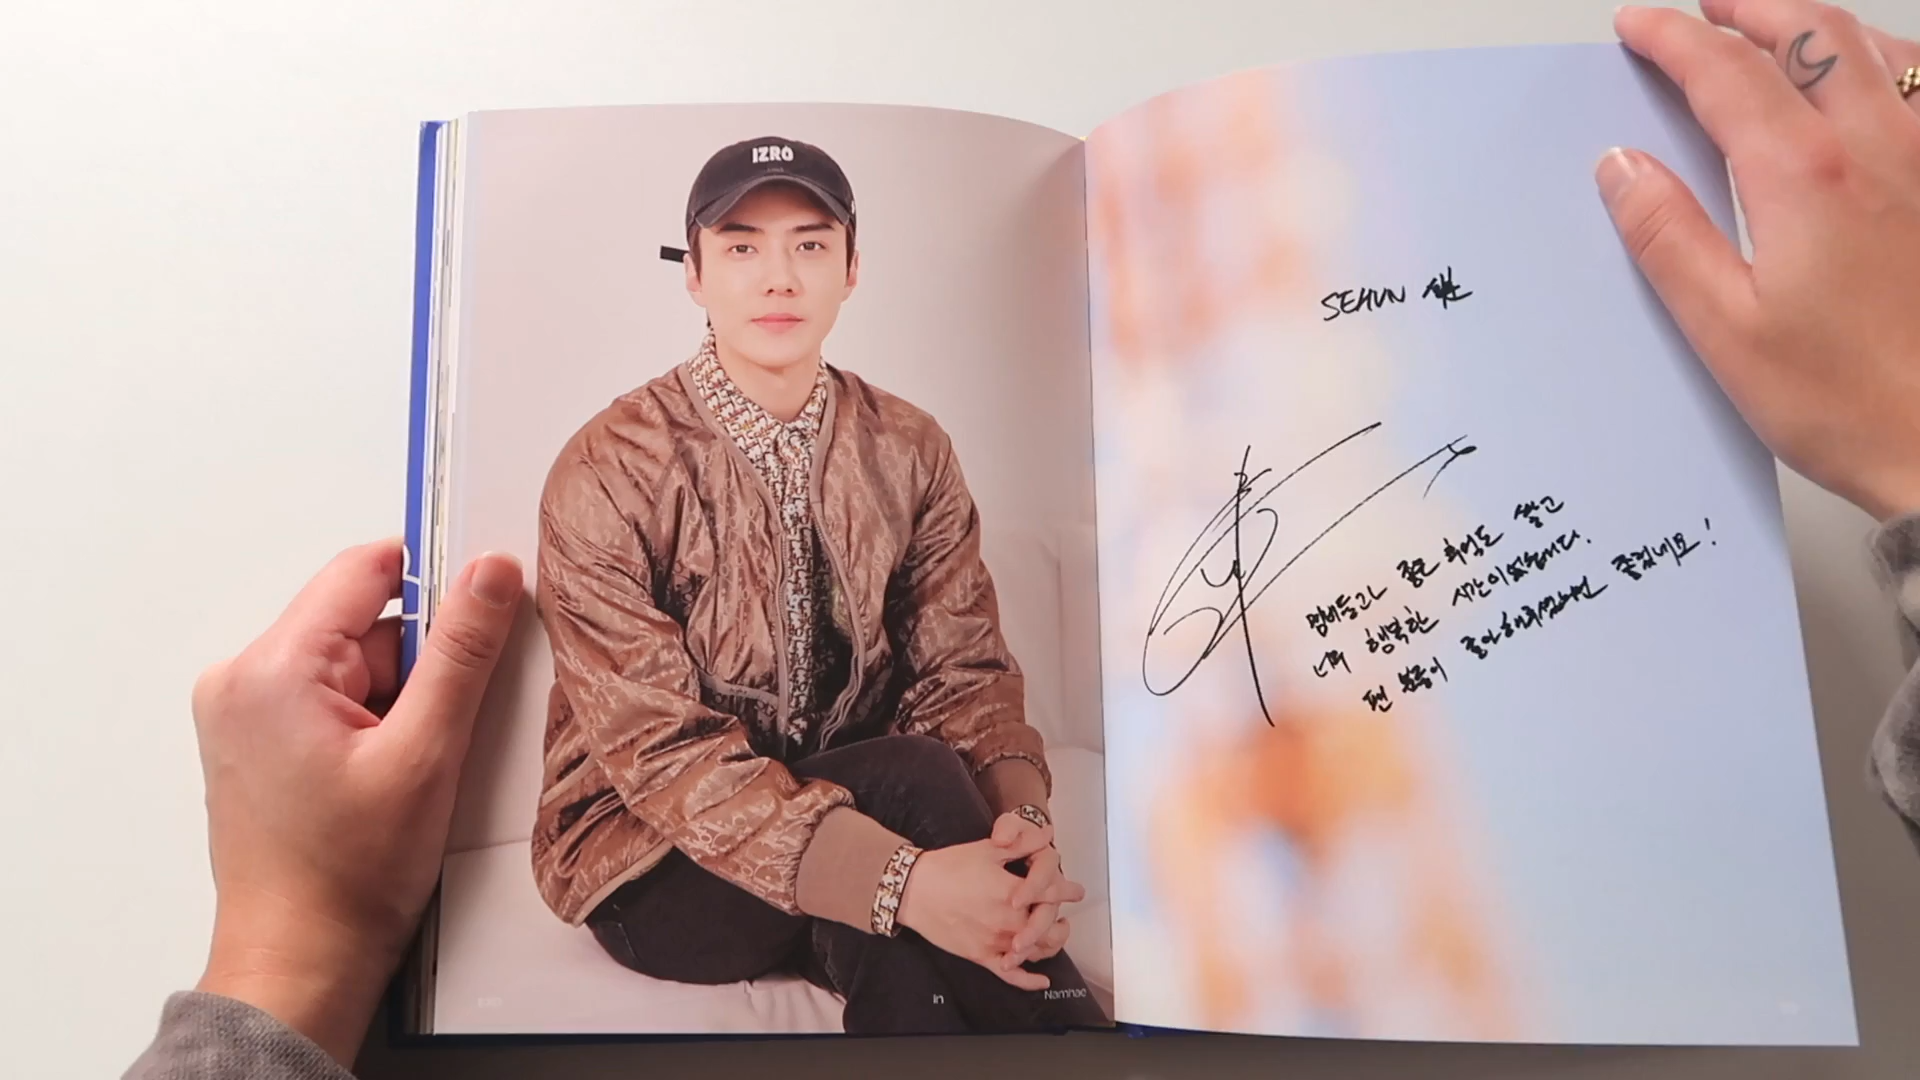 IZRO
in
Namhae
SEHUN 세훈
멤버들과 좋은 추억도 쌓고
너무 행복한 시간이었습니다.
팬 분들이 좋아해주셨으면 좋겠네요!